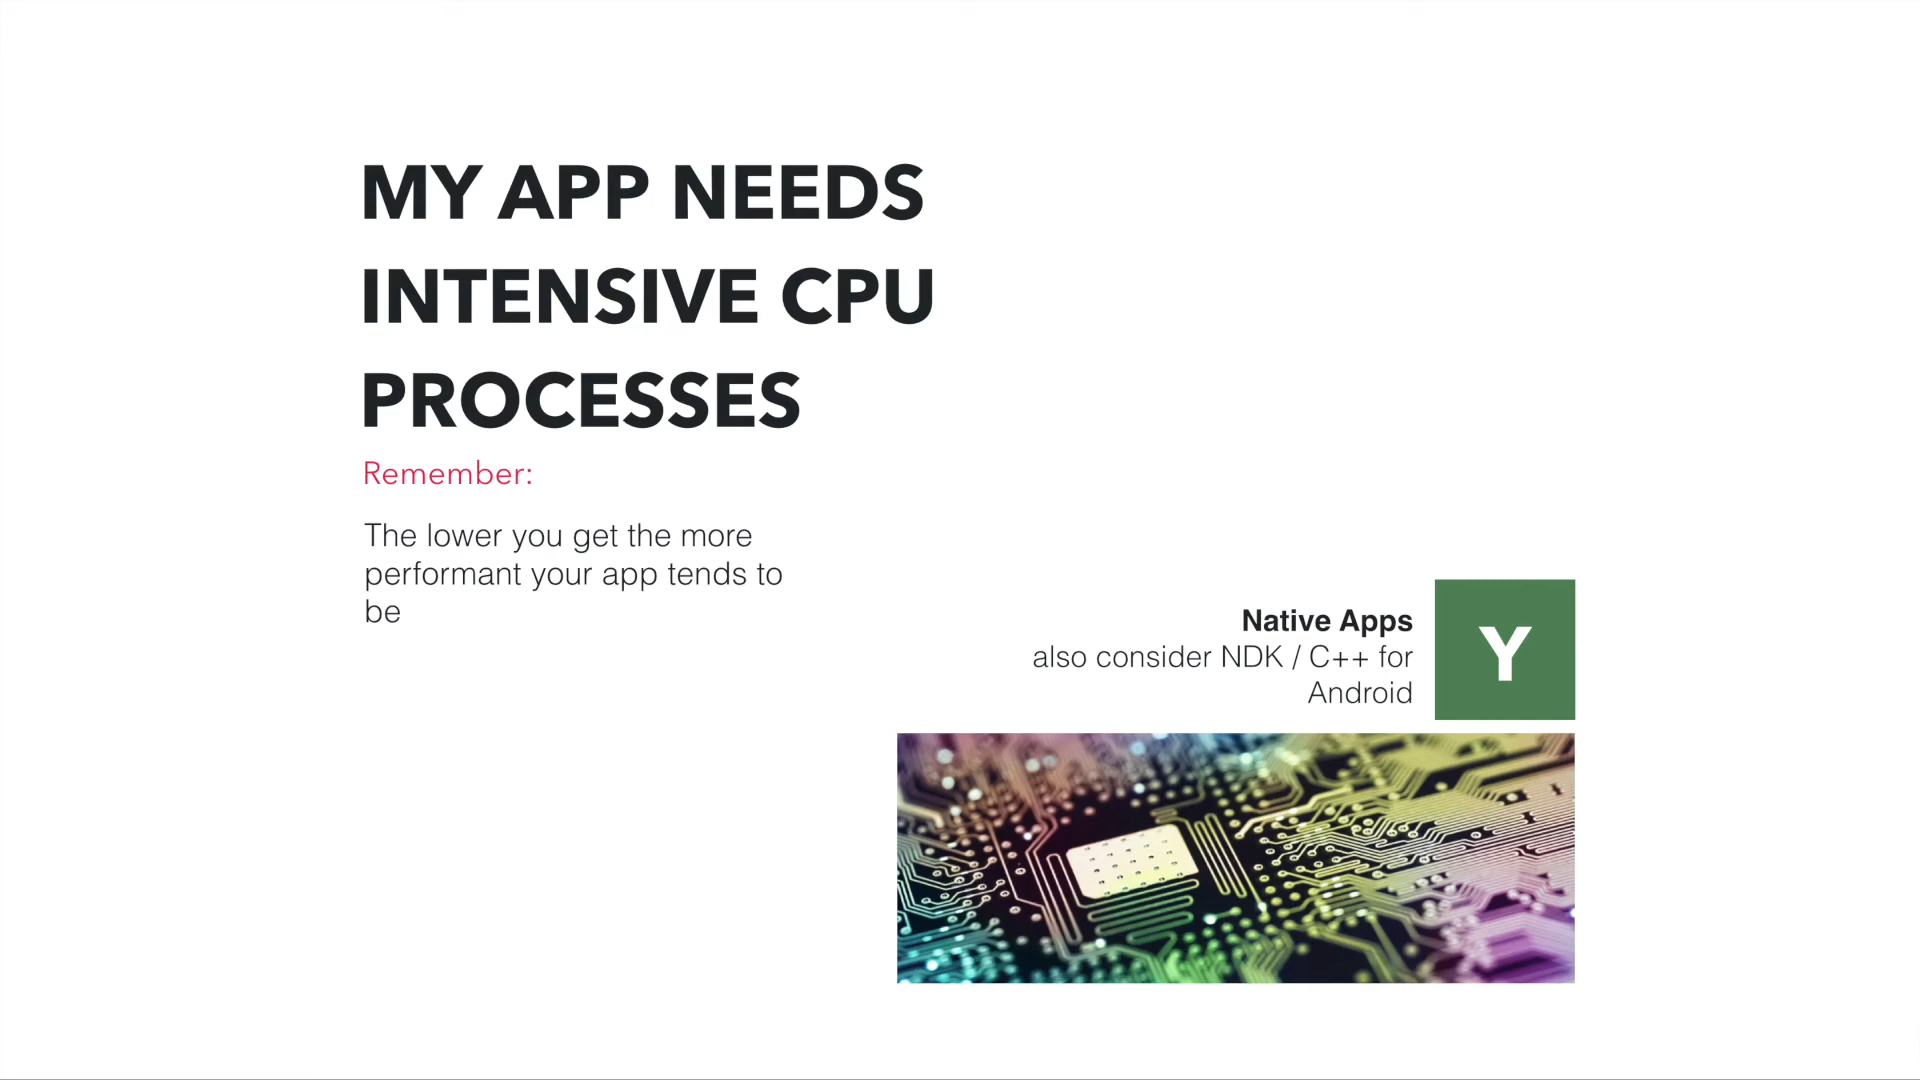 MY APP NEEDS
INTENSIVE CPU
PROCESSES
Remember:
The lower you get the more
performant your app tends to
be
Native Apps
also consider NDK / C++ for
Android
Y